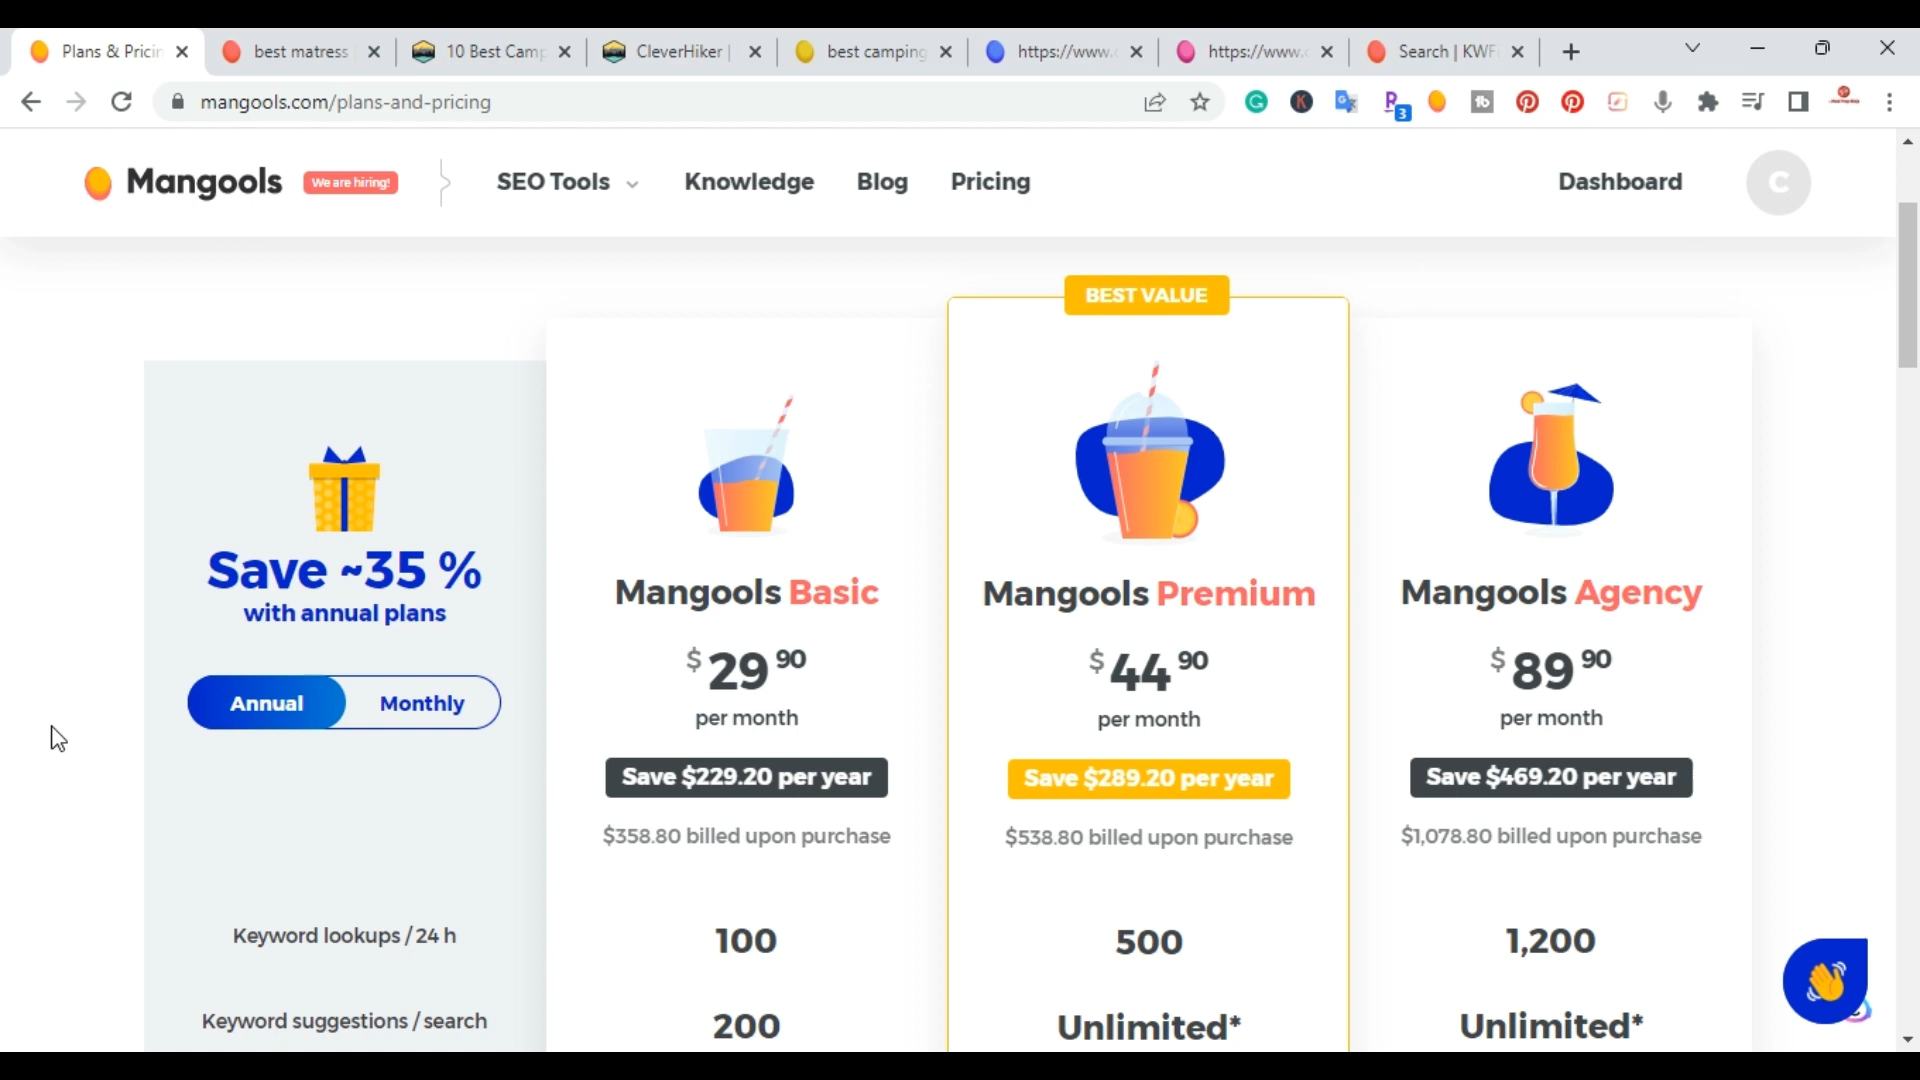 Plans & Pricin
best matress
10 Best Camp
CleverHiker |
best camping
https://www.
https://www.
Search | KWFi
mangools.com/plans-and-pricing
3
Mangools
We are hiring!
SEO Tools
Knowledge
Blog
Pricing
Dashboard
C
BEST VALUE
Save ~35 %
with annual plans
Annual
Monthly
Mangools Basic
$ 29 90
per month
Save $229.20 per year
$358.80 billed upon purchase
Mangools Premium
$ 44 90
per month
Save $289.20 per year
$538.80 billed upon purchase
Mangools Agency
$ 89 90
per month
Save $469.20 per year
$1,078.80 billed upon purchase
Keyword lookups / 24 h
100
500
1,200
Keyword suggestions / search
200
Unlimited*
Unlimited*